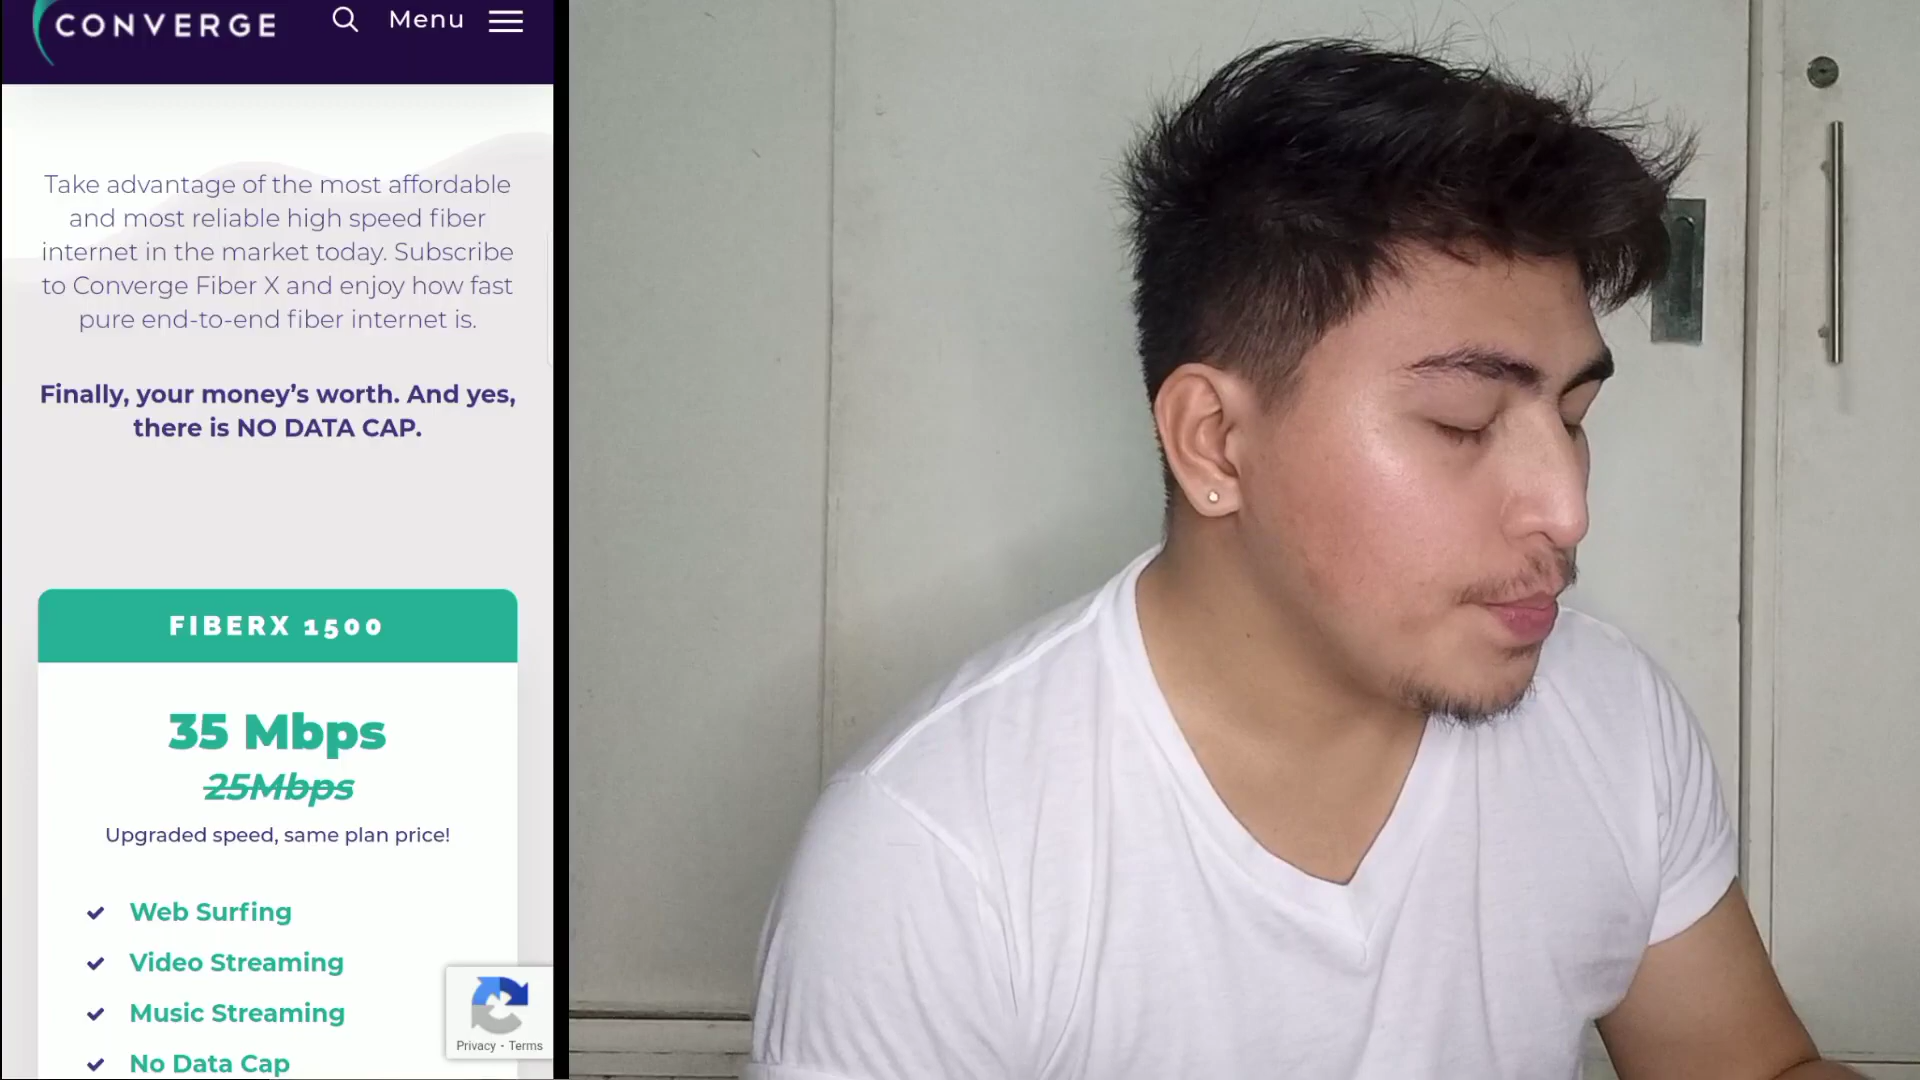 CONVERGE
Menu
Take advantage of the most affordable
and most reliable high speed fiber
internet in the market today. Subscribe
to Converge Fiber X and enjoy how fast
pure end-to-end fiber internet is.
Finally, your money’s worth. And yes,
there is NO DATA CAP.
FIBERX 1500
35 Mbps
25Mbps
Upgraded speed, same plan price!
Web Surfing
Video Streaming
Music Streaming
No Data Cap
Privacy - Terms